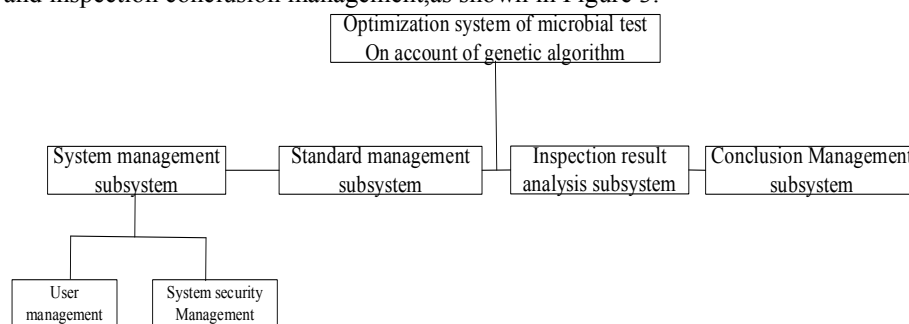 and inspection conclusion management,as shown in Figure 3.
Optimization system of microbial test
On account of genetic algorithm
System management
subsystem
Standard management
subsystem
Inspection result
analysis subsystem
Conclusion Management
subsystem
User
management
System security
Management